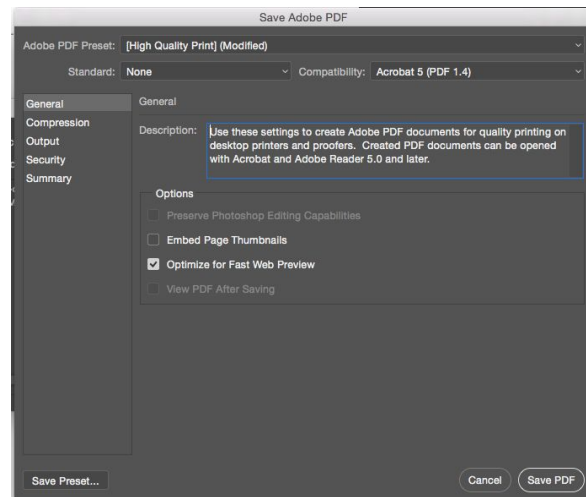 Save Adobe PDF
Adobe PDF Preset: [High Quality Print] (Modified)
Standard: None Compatibility: Acrobat 5 (PDF 1.4)
General
Compression
Output
Security
Summary
General
Description: Use these settings to create Adobe PDF documents for quality printing on
desktop printers and proofers. Created PDF documents can be opened
with Acrobat and Adobe Reader 5.0 and later.
Options
Preserve Photoshop Editing Capabilities
Embed Page Thumbnails
Optimize for Fast Web Preview
View PDF After Saving
Save Preset... Cancel Save PDF